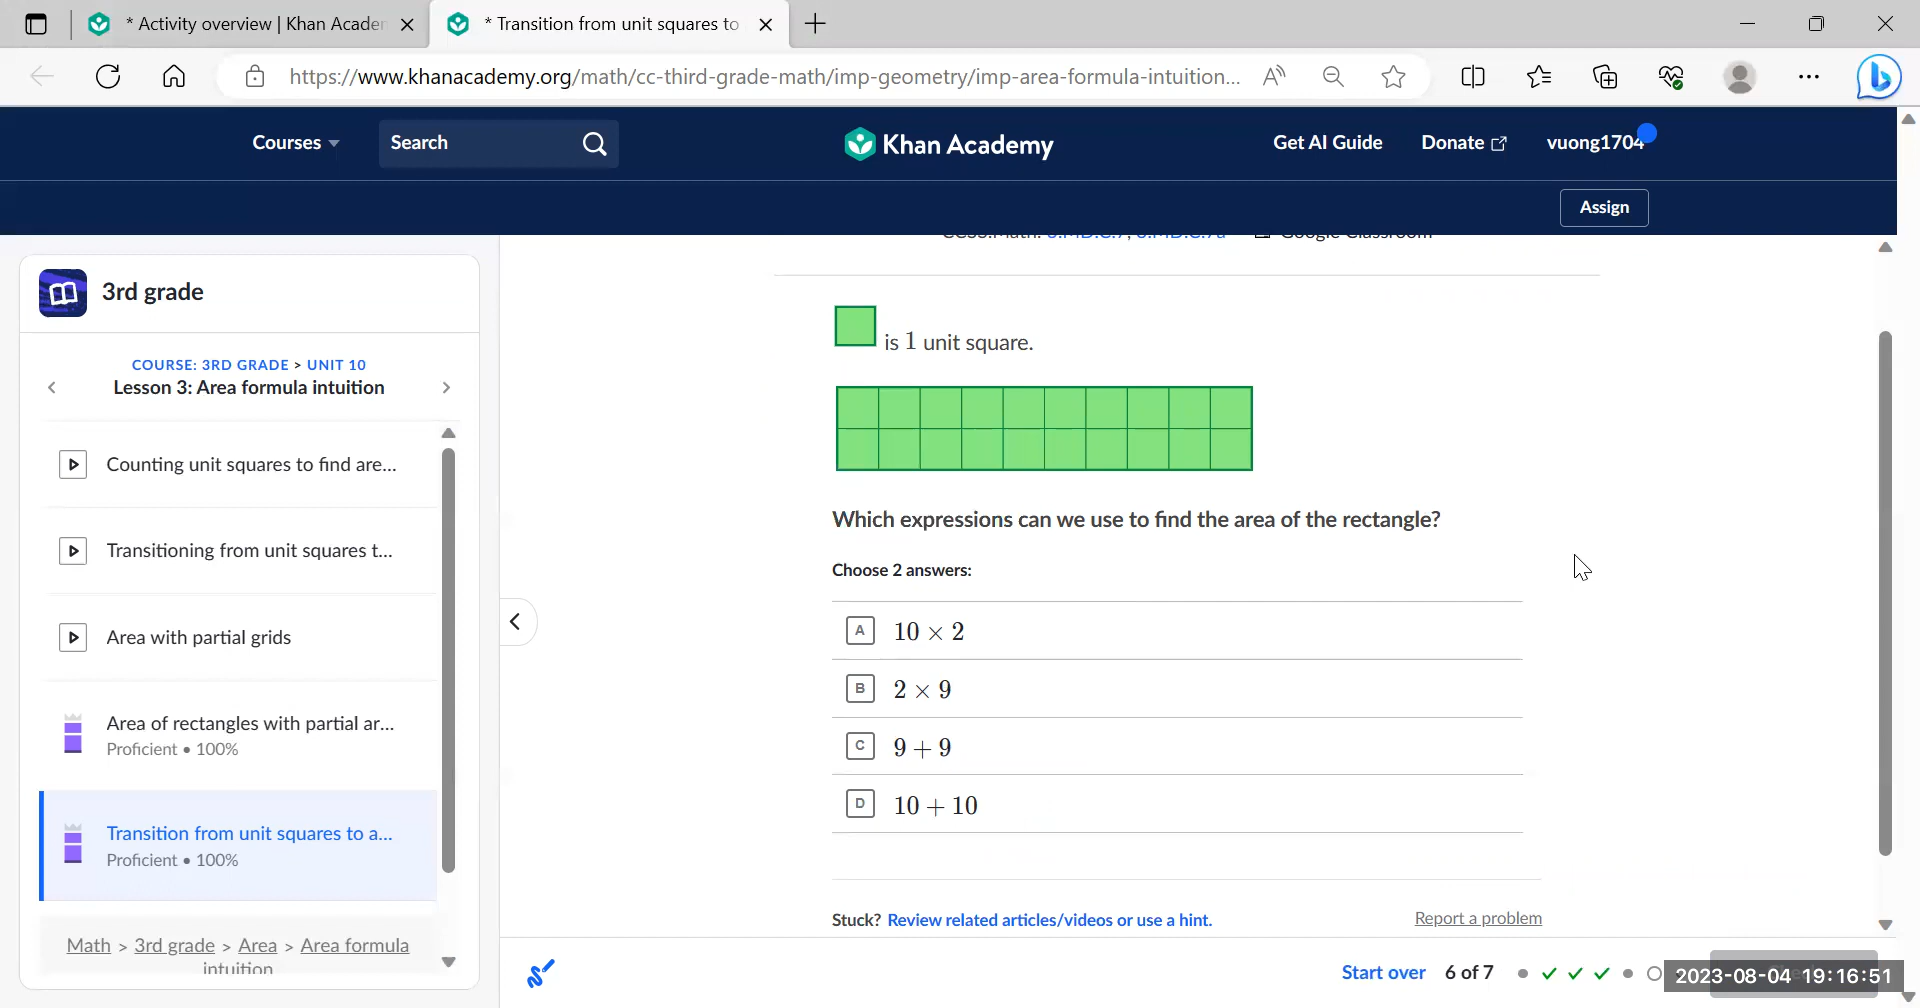 * Activity overview | Khan Acade
* Transition from unit squares to
https://www.khanacademy.org/math/cc-third-grade-math/imp-geometry/imp-area-formula-intuition...
Courses
Search
Khan Academy
Get AI Guide
Donate
vuong1704
Assign
3rd grade
COURSE: 3RD GRADE > UNIT 10
Lesson 3: Area formula intuition
Counting unit squares to find are...
Transitioning from unit squares t...
Area with partial grids
Area of rectangles with partial ar...
Proficient • 100%
Transition from unit squares to a...
Proficient • 100%
Math > 3rd grade > Area > Area formula
intuition
Google Classroom
is 1 unit square.
Which expressions can we use to find the area of the rectangle?
Choose 2 answers:
A 10 × 2
B 2 × 9
C 9 + 9
D 10 + 10
Stuck? Review related articles/videos or use a hint.
Report a problem
Start over 6 of 7
2023-08-04 19:16:51